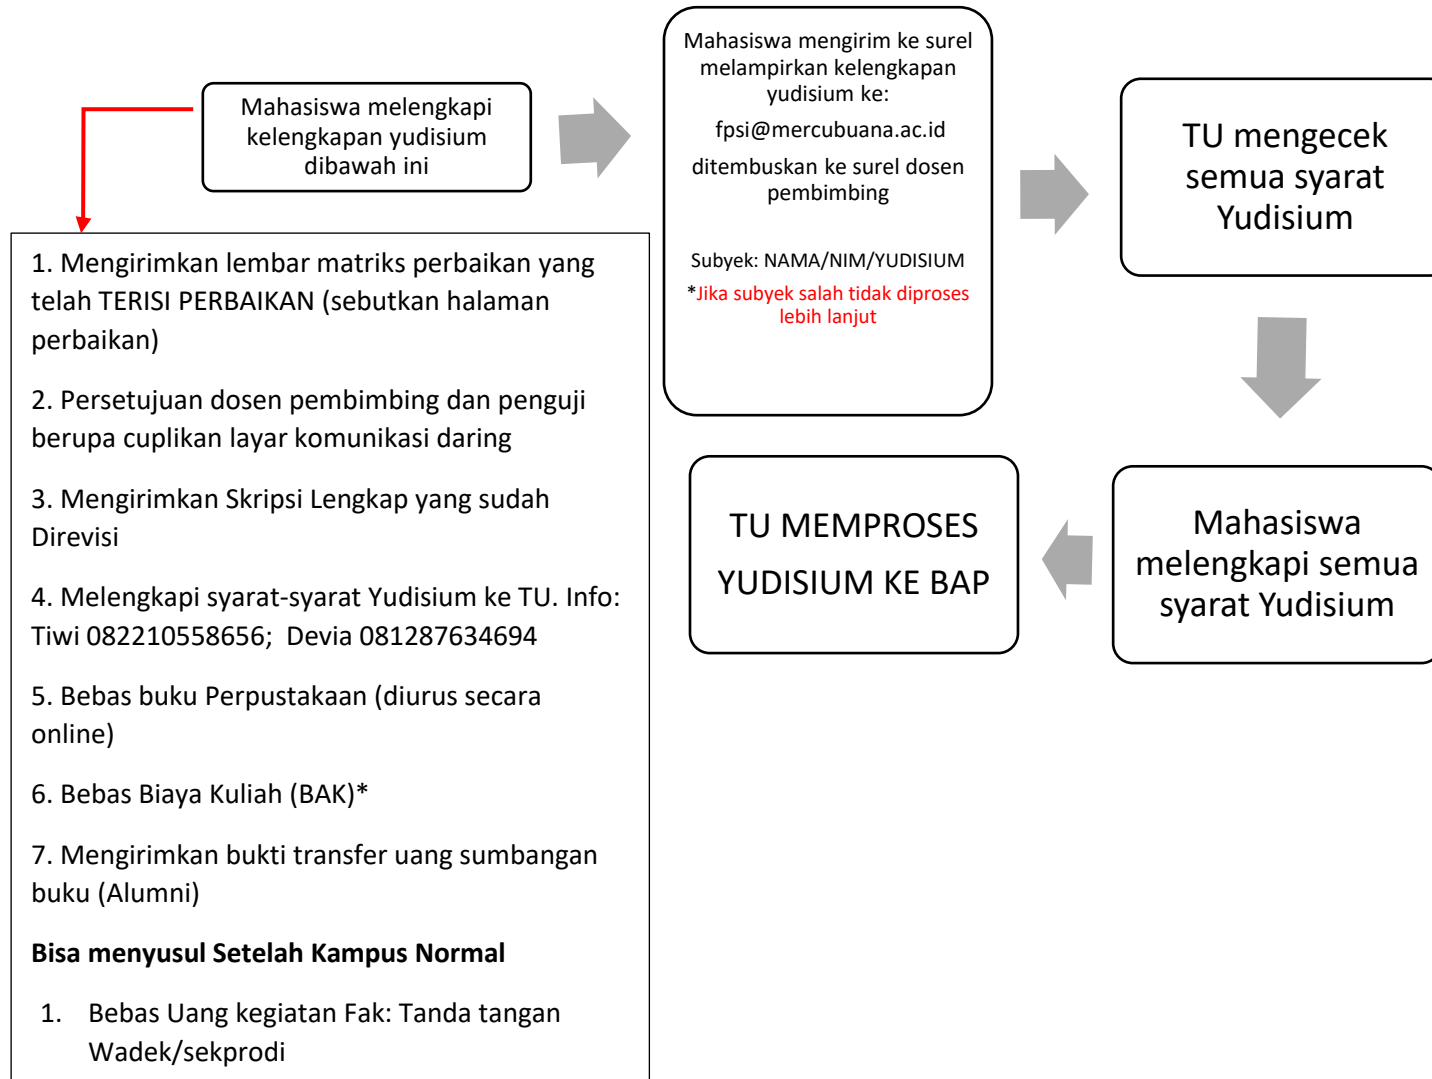 Mahasiswa melengkapi
kelengkapan yudisium
dibawah ini
Mahasiswa mengirim ke surel
melampirkan kelengkapan
yudisium ke:
fpsi@mercubuana.ac.id
ditembuskan ke surel dosen
pembimbing
Subyek: NAMA/NIM/YUDISIUM
*Jika subyek salah tidak diproses
lebih lanjut
TU mengecek
semua syarat
Yudisium
Mahasiswa
melengkapi semua
syarat Yudisium
TU MEMPROSES
YUDISIUM KE BAP
1. Mengirimkan lembar matriks perbaikan yang
telah TERISI PERBAIKAN (sebutkan halaman
perbaikan)
2. Persetujuan dosen pembimbing dan penguji
berupa cuplikan layar komunikasi daring
3. Mengirimkan Skripsi Lengkap yang sudah
Direvisi
4. Melengkapi syarat-syarat Yudisium ke TU. Info:
Tiwi 082210558656;  Devia 081287634694
5. Bebas buku Perpustakaan (diurus secara
online)
6. Bebas Biaya Kuliah (BAK)*
7. Mengirimkan bukti transfer uang sumbangan
buku (Alumni)
Bisa menyusul Setelah Kampus Normal
1. Bebas Uang kegiatan Fak: Tanda tangan
Wadek/sekprodi